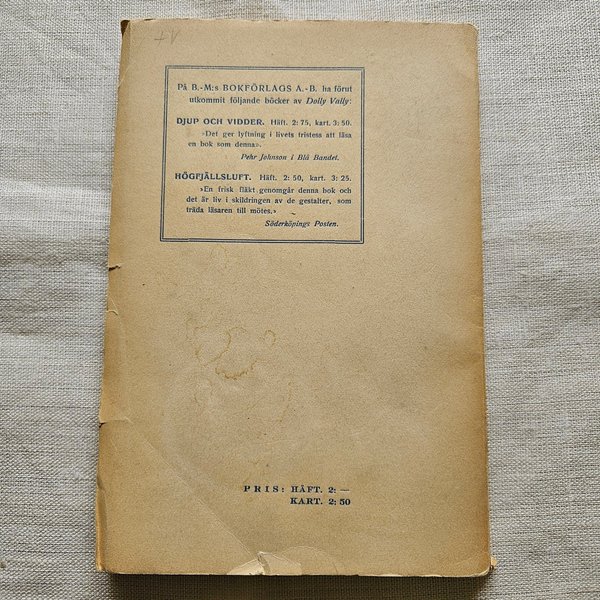 På B.-M:s BOKFÖRLAGS A.-B. ha förut
utkommit följande böcker av Dolly Vally:
DJUP OCH VIDDER. Häft. 2: 75, kart. 3: 50.
»Det ger lyftning i livets tristess att läsa
en bok som denna».
Pehr Johnson i Blå Bandet.
HÖGFJÄLLSLUFT. Häft. 2: 50, kart. 3: 25.
»En frisk fläkt genomgår denna bok och
det är liv i skildringen av de gestalter, som
träda läsaren till mötes.»
Söderköpings Posten.
PRIS: HÄFT. 2: —
KART. 2: 50